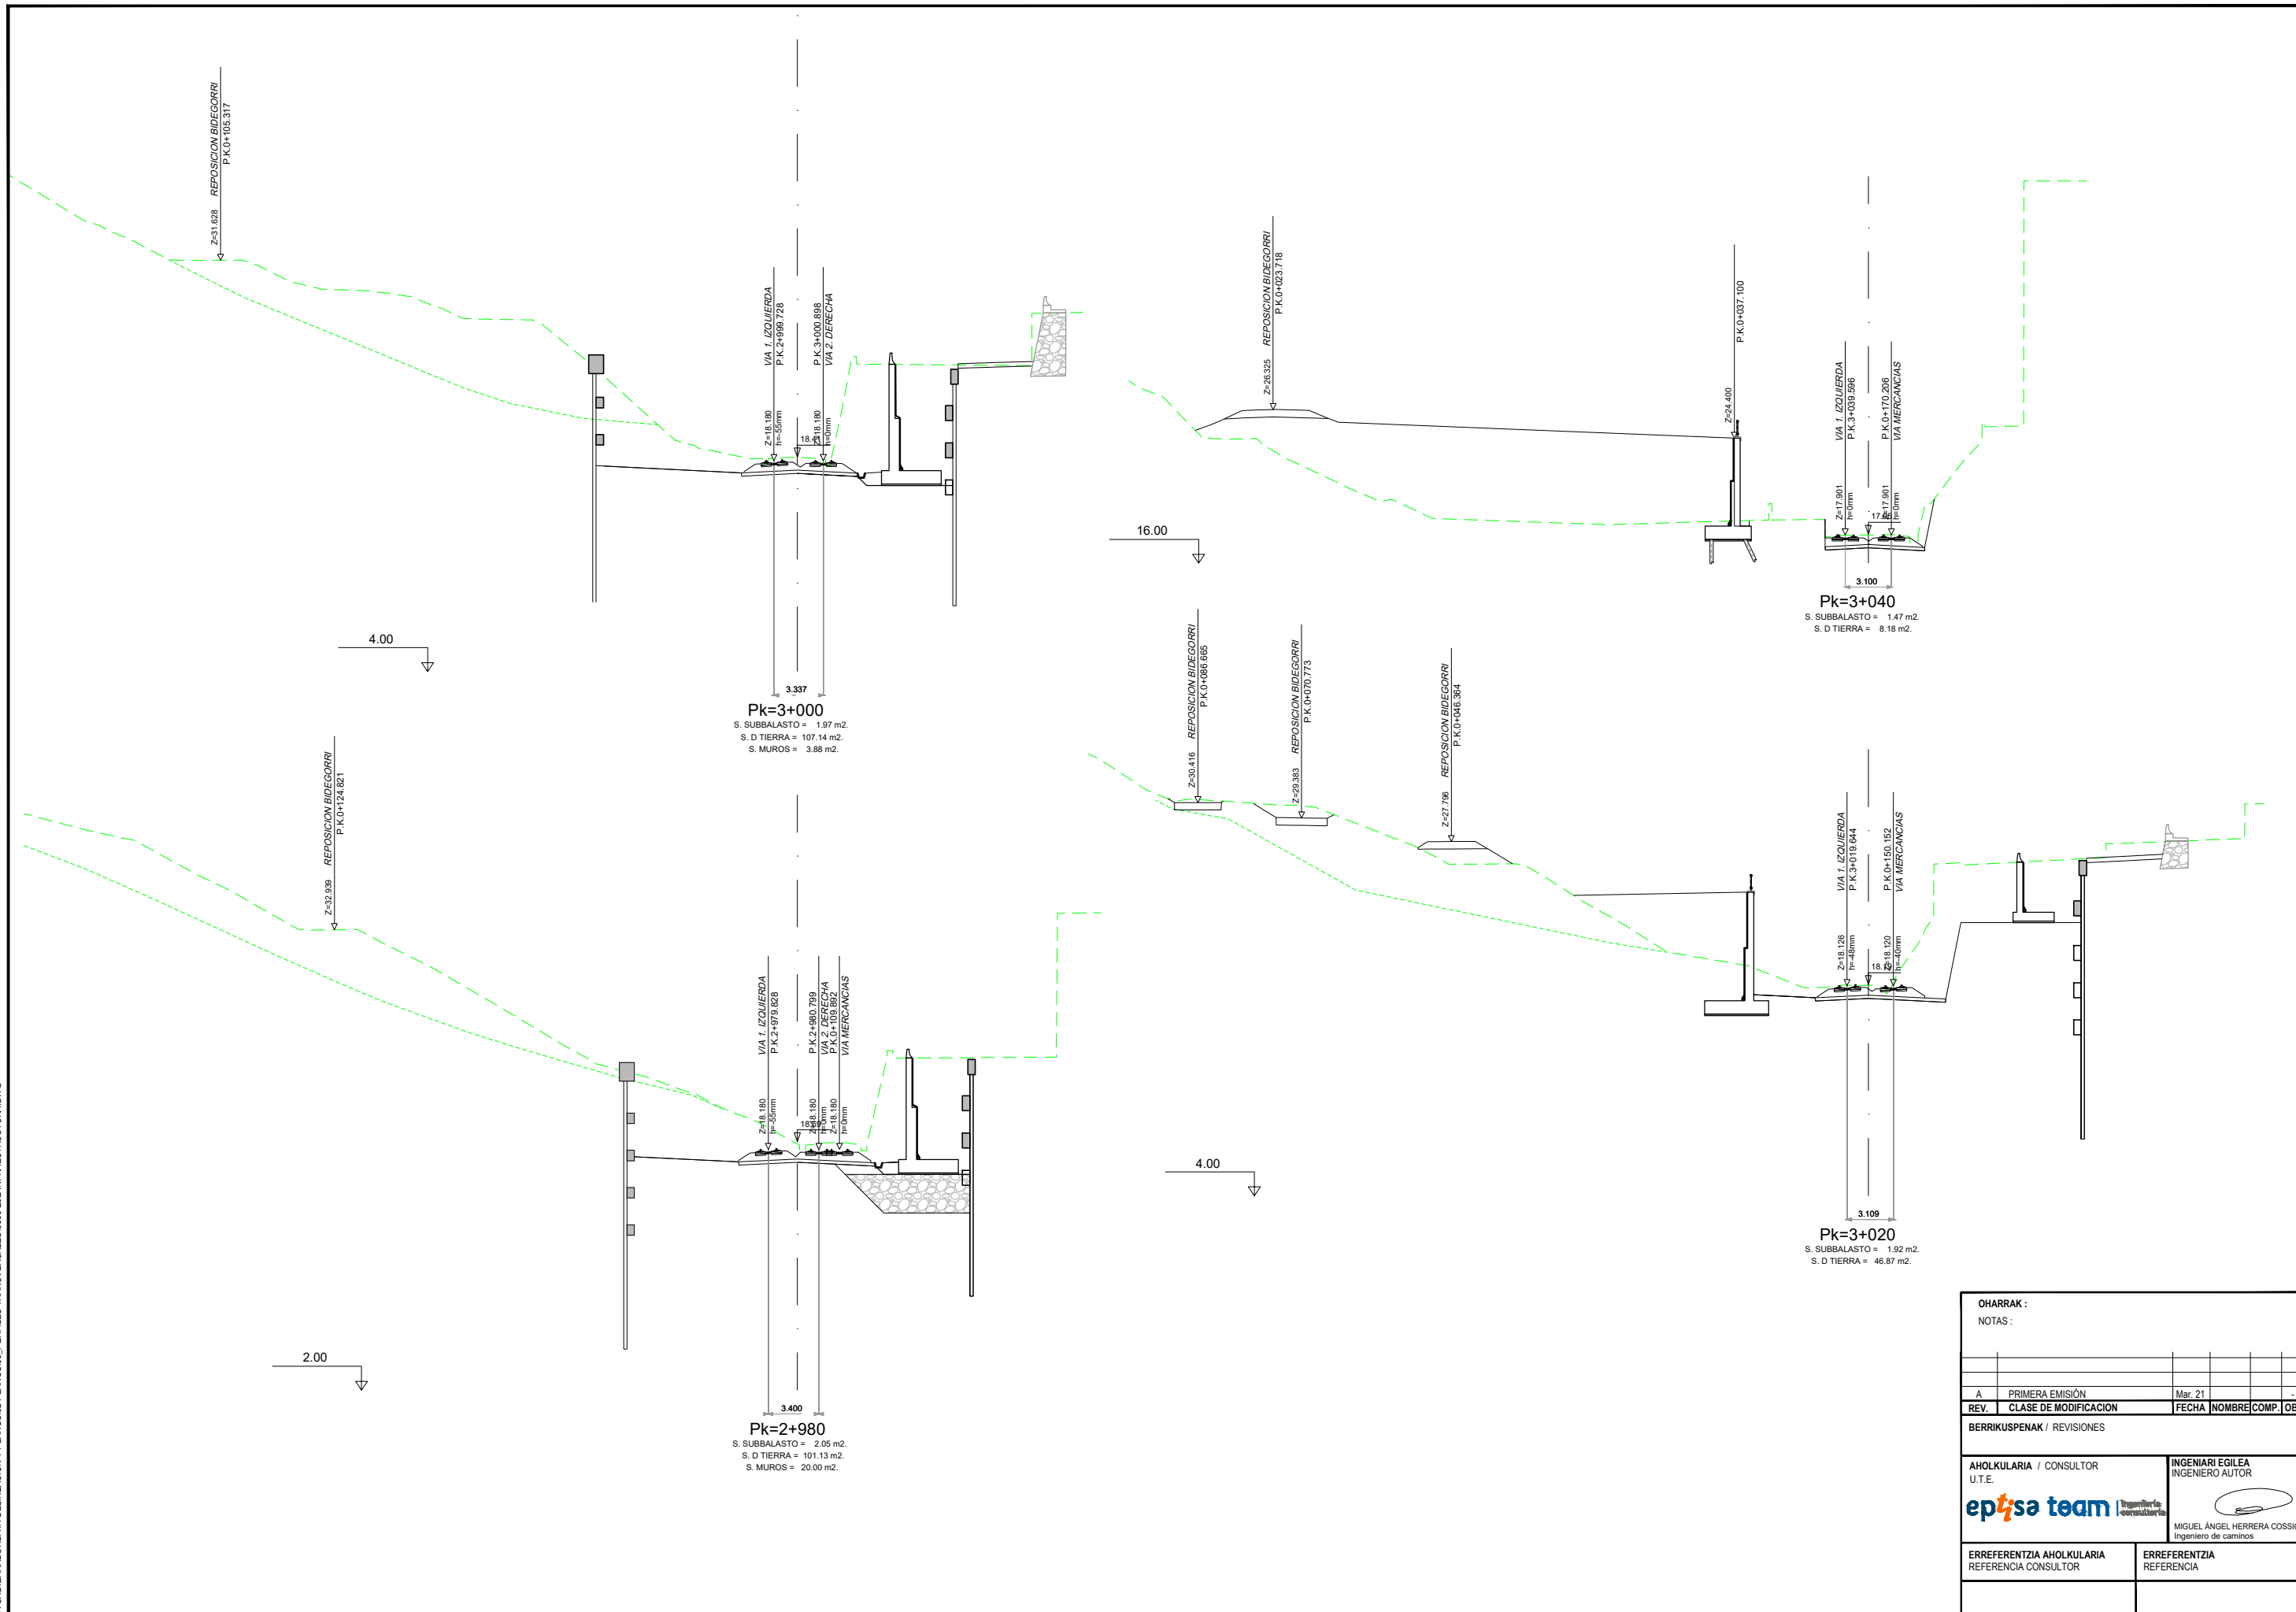 REPOSICION BIDEGORRI
P.K.0+105.317
Z=31.628
VIA 1. IZQUIERDA
P.K.2+999.728
P.K.3+000.898
VIA 2. DERECHA
Z=18.180
h=-55mm
Z=18.180
h=0mm
4.00
3.337
Pk=3+000
S. SUBBALASTO = 1.97 m2.
S. D TIERRA = 107.14 m2.
S. MUROS = 3.88 m2.
REPOSICION BIDEGORRI
P.K.0+023.718
Z=26.325
P.K.0+037.100
Z=24.400
VIA 1. IZQUIERDA
P.K.3+039.596
P.K.0+170.206
VIA MERCANCIAS
Z=17.901
h=0mm
Z=17.901
h=0mm
16.00
3.100
Pk=3+040
S. SUBBALASTO = 1.47 m2.
S. D TIERRA = 8.18 m2.
REPOSICION BIDEGORRI
P.K.0+124.821
Z=32.939
VIA 1. IZQUIERDA
P.K.2+979.828
P.K.2+980.799
VIA 2. DERECHA
P.K.0+109.892
VIA MERCANCIAS
Z=18.180
h=-55mm
Z=18.180
h=0mm
Z=18.180
h=0mm
2.00
3.400
Pk=2+980
S. SUBBALASTO = 2.05 m2.
S. D TIERRA = 101.13 m2.
S. MUROS = 20.00 m2.
REPOSICION BIDEGORRI
P.K.0+086.665
Z=30.416
REPOSICION BIDEGORRI
P.K.0+070.773
Z=29.383
REPOSICION BIDEGORRI
P.K.0+046.364
Z=27.796
VIA 1. IZQUIERDA
P.K.3+019.644
P.K.0+150.152
VIA MERCANCIAS
Z=18.126
h=-48mm
Z=18.120
h=-40mm
4.00
3.109
Pk=3+020
S. SUBBALASTO = 1.92 m2.
S. D TIERRA = 46.87 m2.
OHARRAK :
NOTAS :
A PRIMERA EMISIÓN Mar. 21 -
REV. CLASE DE MODIFICACION FECHA NOMBRE COMP. OB
BERRIKUSPENAK / REVISIONES
AHOLKULARIA / CONSULTOR
U.T.E.
eptisa team ingeniería consultoría
INGENIARI EGILEA
INGENIERO AUTOR
MIGUEL ÁNGEL HERRERA COSSIO
Ingeniero de caminos
ERREFERENTZIA AHOLKULARIA
REFERENCIA CONSULTOR
ERREFERENTZIA
REFERENCIA